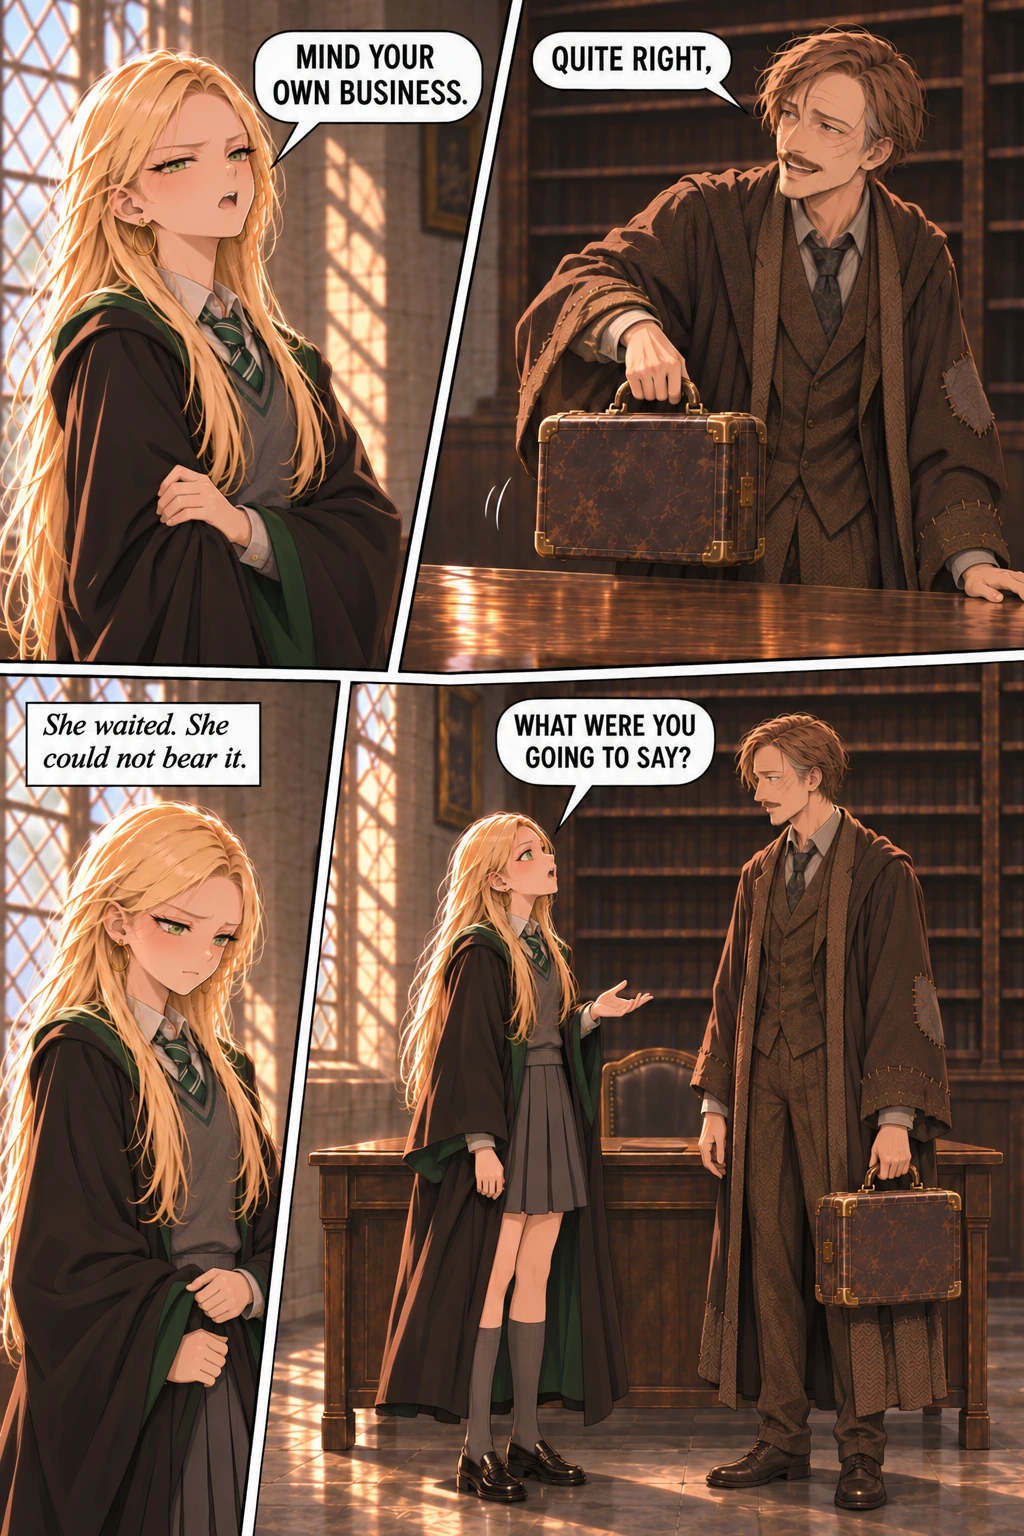 MIND YOUR
OWN BUSINESS.
QUITE RIGHT,
She waited. She
could not bear it.
WHAT WERE YOU
GOING TO SAY?